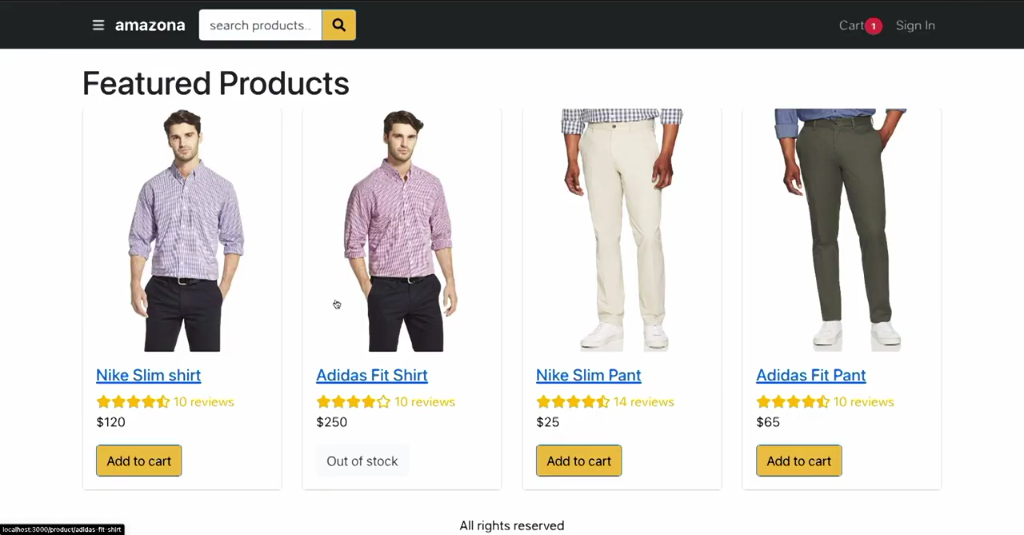 amazona search products.. Cart 1 Sign In
Featured Products
Nike Slim shirt
10 reviews
$120
Add to cart
Adidas Fit Shirt
10 reviews
$250
Out of stock
Nike Slim Pant
14 reviews
$25
Add to cart
Adidas Fit Pant
10 reviews
$65
Add to cart
All rights reserved
localhost:3000/product/adidas-fit-shirt